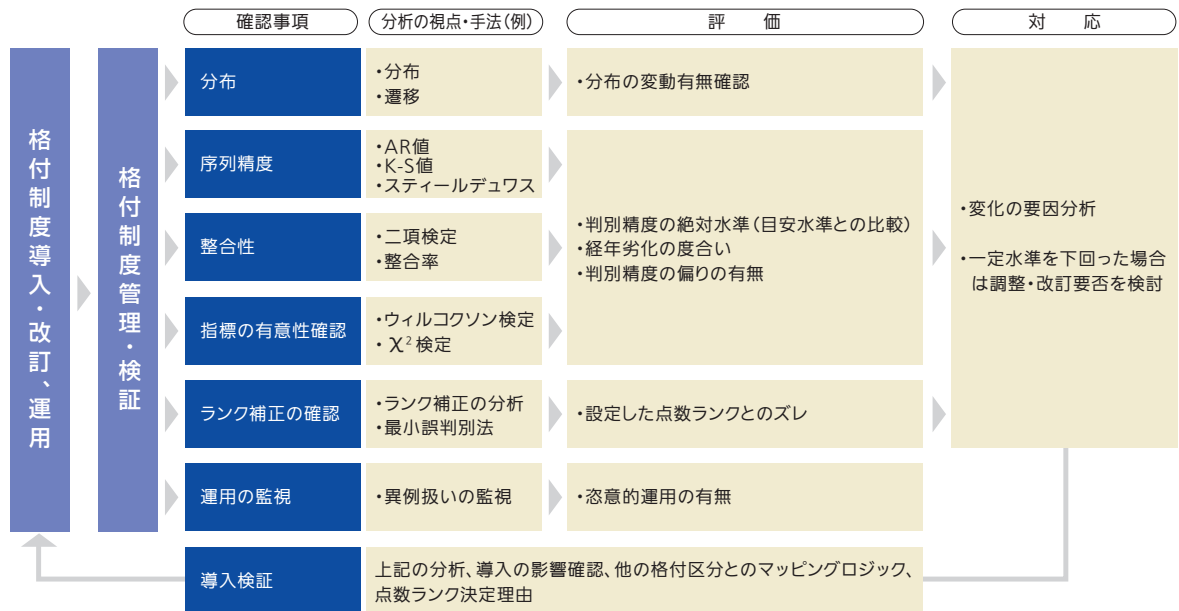 確認事項
分析の視点・手法(例)
評 価
対 応
格付制度導入・改訂、運用
格付制度管理・検証
分布
・分布
・遷移
・分布の変動有無確認
序列精度
・AR値
・K-S値
・スティールデュワス
整合性
・二項検定
・整合率
指標の有意性確認
・ウィルコクソン検定
・χ²検定
・判別精度の絶対水準(目安水準との比較)
・経年劣化の度合い
・判別精度の偏りの有無
ランク補正の確認
・ランク補正の分析
・最小誤判別法
・設定した点数ランクとのズレ
・変化の要因分析
・一定水準を下回った場合
は調整・改訂要否を検討
運用の監視
・異例扱いの監視
・恣意的運用の有無
導入検証
上記の分析、導入の影響確認、他の格付区分とのマッピングロジック、
点数ランク決定理由